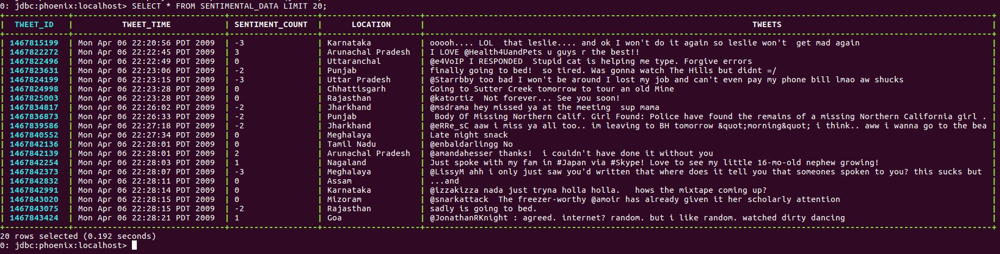 0: jdbc:phoenix:localhost> SELECT * FROM SENTIMENTAL_DATA LIMIT 20;
| TWEET_ID | TWEET_TIME | SENTIMENT_COUNT | LOCATION | TWEETS |
| 1467815199 | Mon Apr 06 22:20:56 PDT 2009 | -3 | Karnataka | ooooh.... LOL  that leslie.... and ok I won't do it again so leslie won't  get mad again |
| 1467822272 | Mon Apr 06 22:22:45 PDT 2009 | 3 | Arunachal Pradesh | I LOVE @Health4UandPets u guys r the best!! |
| 1467822496 | Mon Apr 06 22:22:49 PDT 2009 | 0 | Uttaranchal | @e4VoIP I RESPONDED  Stupid cat is helping me type. Forgive errors |
| 1467823631 | Mon Apr 06 22:23:06 PDT 2009 | -2 | Punjab | finally going to bed!  so tired. Was gonna watch The Hills but didnt =/ |
| 1467824199 | Mon Apr 06 22:23:15 PDT 2009 | -3 | Uttar Pradesh | @Starrbby too bad I won't be around I lost my job and can't even pay my phone bill lmao aw shucks |
| 1467824998 | Mon Apr 06 22:23:28 PDT 2009 | 0 | Chhattisgarh | Going to Sutter Creek tomorrow to tour an old Mine |
| 1467825003 | Mon Apr 06 22:23:28 PDT 2009 | 0 | Rajasthan | @katortiz  Not forever... See you soon! |
| 1467834817 | Mon Apr 06 22:26:02 PDT 2009 | -2 | Jharkhand | @msdrama hey missed ya at the meeting  sup mama |
| 1467836873 | Mon Apr 06 22:26:33 PDT 2009 | -2 | Punjab |  Body Of Missing Northern Calif. Girl Found: Police have found the remains of a missing Northern California girl . |
| 1467839586 | Mon Apr 06 22:27:18 PDT 2009 | -2 | Jharkhand | @eRRe_sC aaw i miss ya all too.. im leaving to BH tomorrow &quot;morning&quot; i think.. aww i wanna go to the bea |
| 1467840552 | Mon Apr 06 22:27:34 PDT 2009 | 0 | Meghalaya | Late night snack |
| 1467842136 | Mon Apr 06 22:28:01 PDT 2009 | 0 | Tamil Nadu | @enbaldarlingg No |
| 1467842139 | Mon Apr 06 22:28:01 PDT 2009 | 2 | Arunachal Pradesh | @amandahesser thanks!  i couldn't have done it without you |
| 1467842254 | Mon Apr 06 22:28:03 PDT 2009 | 1 | Nagaland | Just spoke with my fam in #Japan via #Skype! Love to see my little 16-mo-old nephew growing! |
| 1467842373 | Mon Apr 06 22:28:07 PDT 2009 | -3 | Meghalaya | @LissyM ahh i only just saw you'd written that where does it tell you that someones spoken to you? this sucks but |
| 1467842832 | Mon Apr 06 22:28:11 PDT 2009 | 0 | Assam | ...and |
| 1467842991 | Mon Apr 06 22:28:14 PDT 2009 | 0 | Karnataka | @izzakizza nada just tryna holla holla.   hows the mixtape coming up? |
| 1467843020 | Mon Apr 06 22:28:15 PDT 2009 | 0 | Mizoram | @snarkattack  The freezer-worthy @amoir has already given it her scholarly attention |
| 1467843075 | Mon Apr 06 22:28:15 PDT 2009 | -2 | Rajasthan | sadly is going to bed. |
| 1467843424 | Mon Apr 06 22:28:21 PDT 2009 | 1 | Goa | @JonathanRKnight : agreed. internet? random. but i like random. watched dirty dancing |
20 rows selected (0.192 seconds)
0: jdbc:phoenix:localhost>